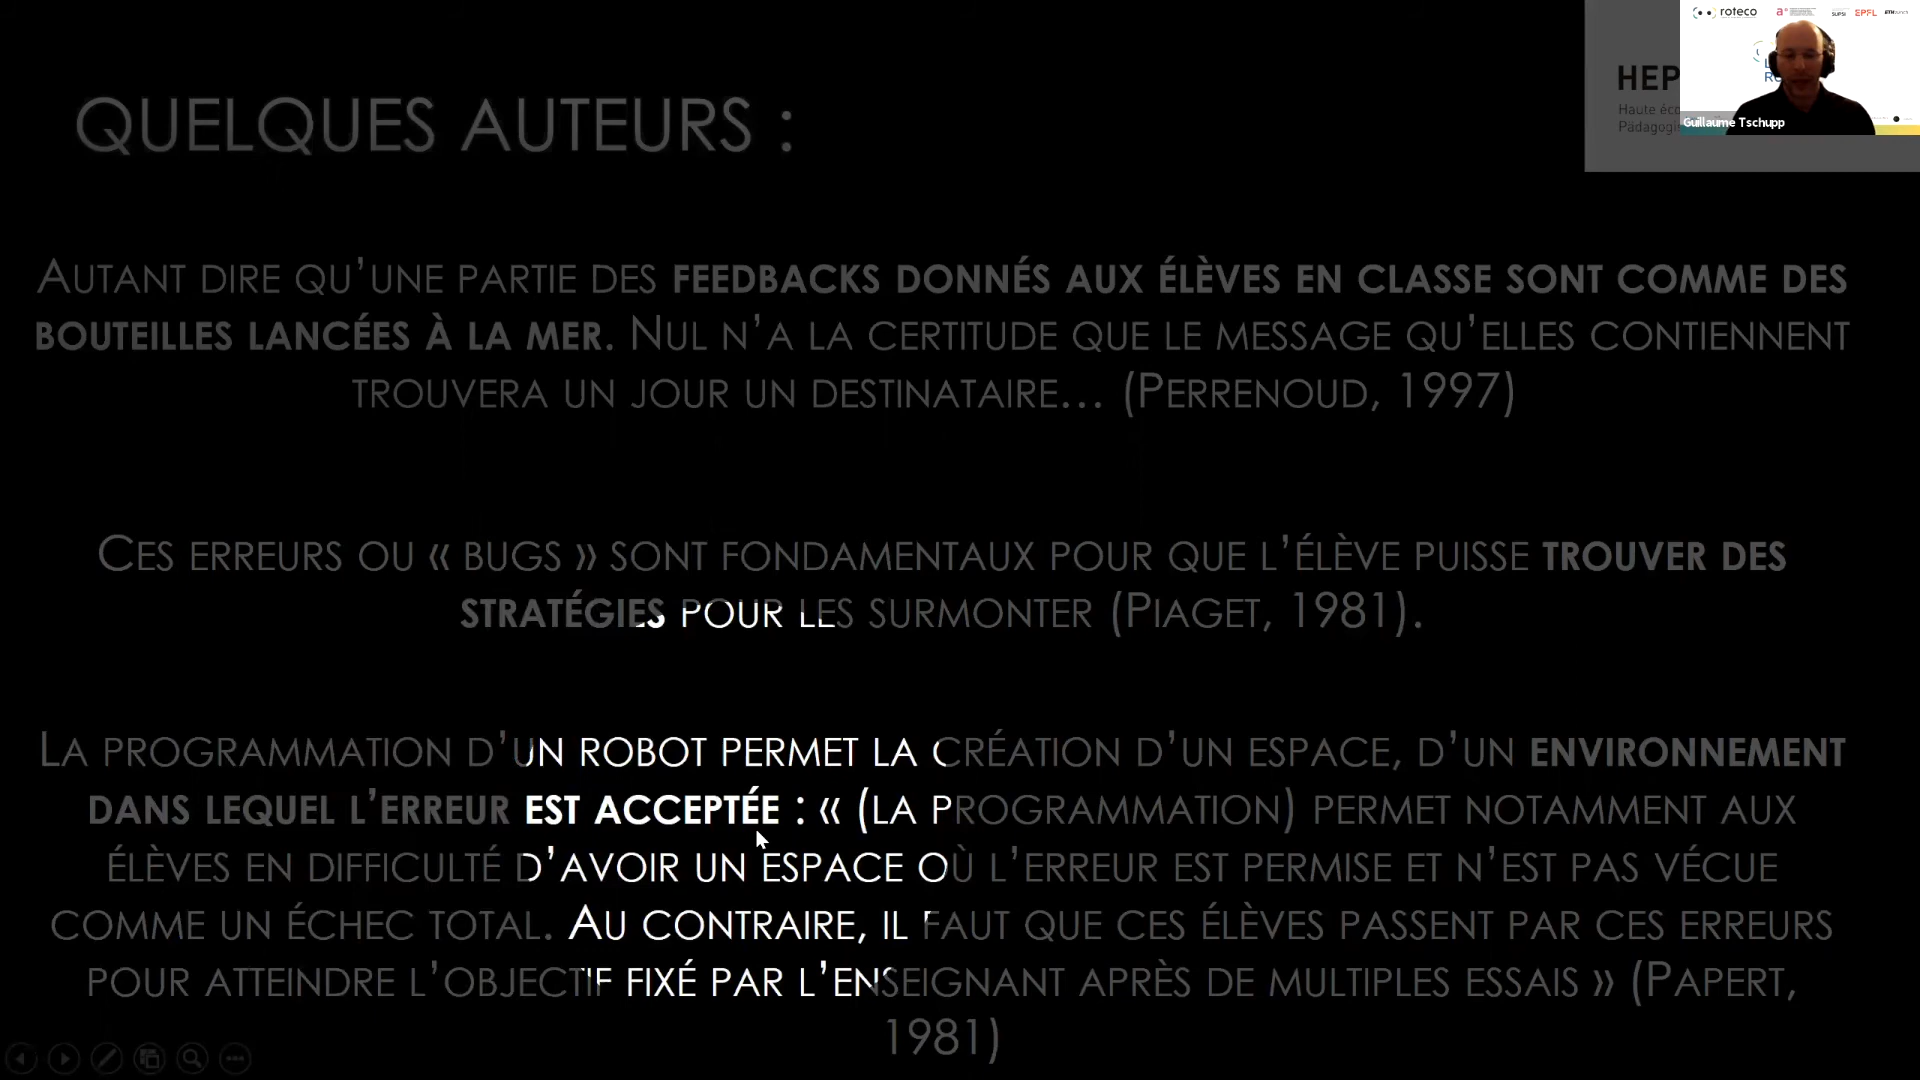 QUELQUES AUTEURS :
roteco
SUPSI EPFL ETH zürich
HEP
Haute éco
Pädagogis
Guillaume Tschupp
AUTANT DIRE QU’UNE PARTIE DES FEEDBACKS DONNÉS AUX ÉLÈVES EN CLASSE SONT COMME DES
BOUTEILLES LANCÉES À LA MER. NUL N’A LA CERTITUDE QUE LE MESSAGE QU’ELLES CONTIENNENT
TROUVERA UN JOUR UN DESTINATAIRE… (PERRENOUD, 1997)
CES ERREURS OU « BUGS » SONT FONDAMENTAUX POUR QUE L’ÉLÈVE PUISSE TROUVER DES
STRATÉGIES POUR LES SURMONTER (PIAGET, 1981).
LA PROGRAMMATION D’UN ROBOT PERMET LA CRÉATION D’UN ESPACE, D’UN ENVIRONNEMENT
DANS LEQUEL L’ERREUR EST ACCEPTÉE : « (LA PROGRAMMATION) PERMET NOTAMMENT AUX
ÉLÈVES EN DIFFICULTÉ D’AVOIR UN ESPACE OÙ L’ERREUR EST PERMISE ET N’EST PAS VÉCUE
COMME UN ÉCHEC TOTAL. AU CONTRAIRE, IL FAUT QUE CES ÉLÈVES PASSENT PAR CES ERREURS
POUR ATTEINDRE L’OBJECTIF FIXÉ PAR L’ENSEIGNANT APRÈS DE MULTIPLES ESSAIS » (PAPERT,
1981)